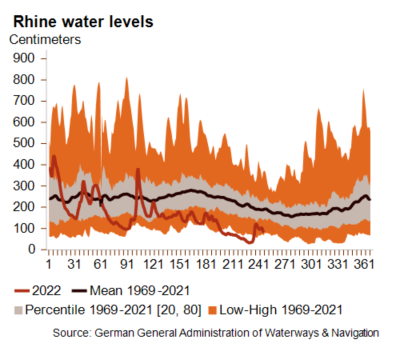 Rhine water levels
Centimeters
900
800
700
600
500
400
300
200
100
0
1 31 61 91 121 151 181 211 241 271 301 331 361
2022 Mean 1969-2021
Percentile 1969-2021 [20, 80] Low-High 1969-2021
Source: German General Administration of Waterways & Navigation